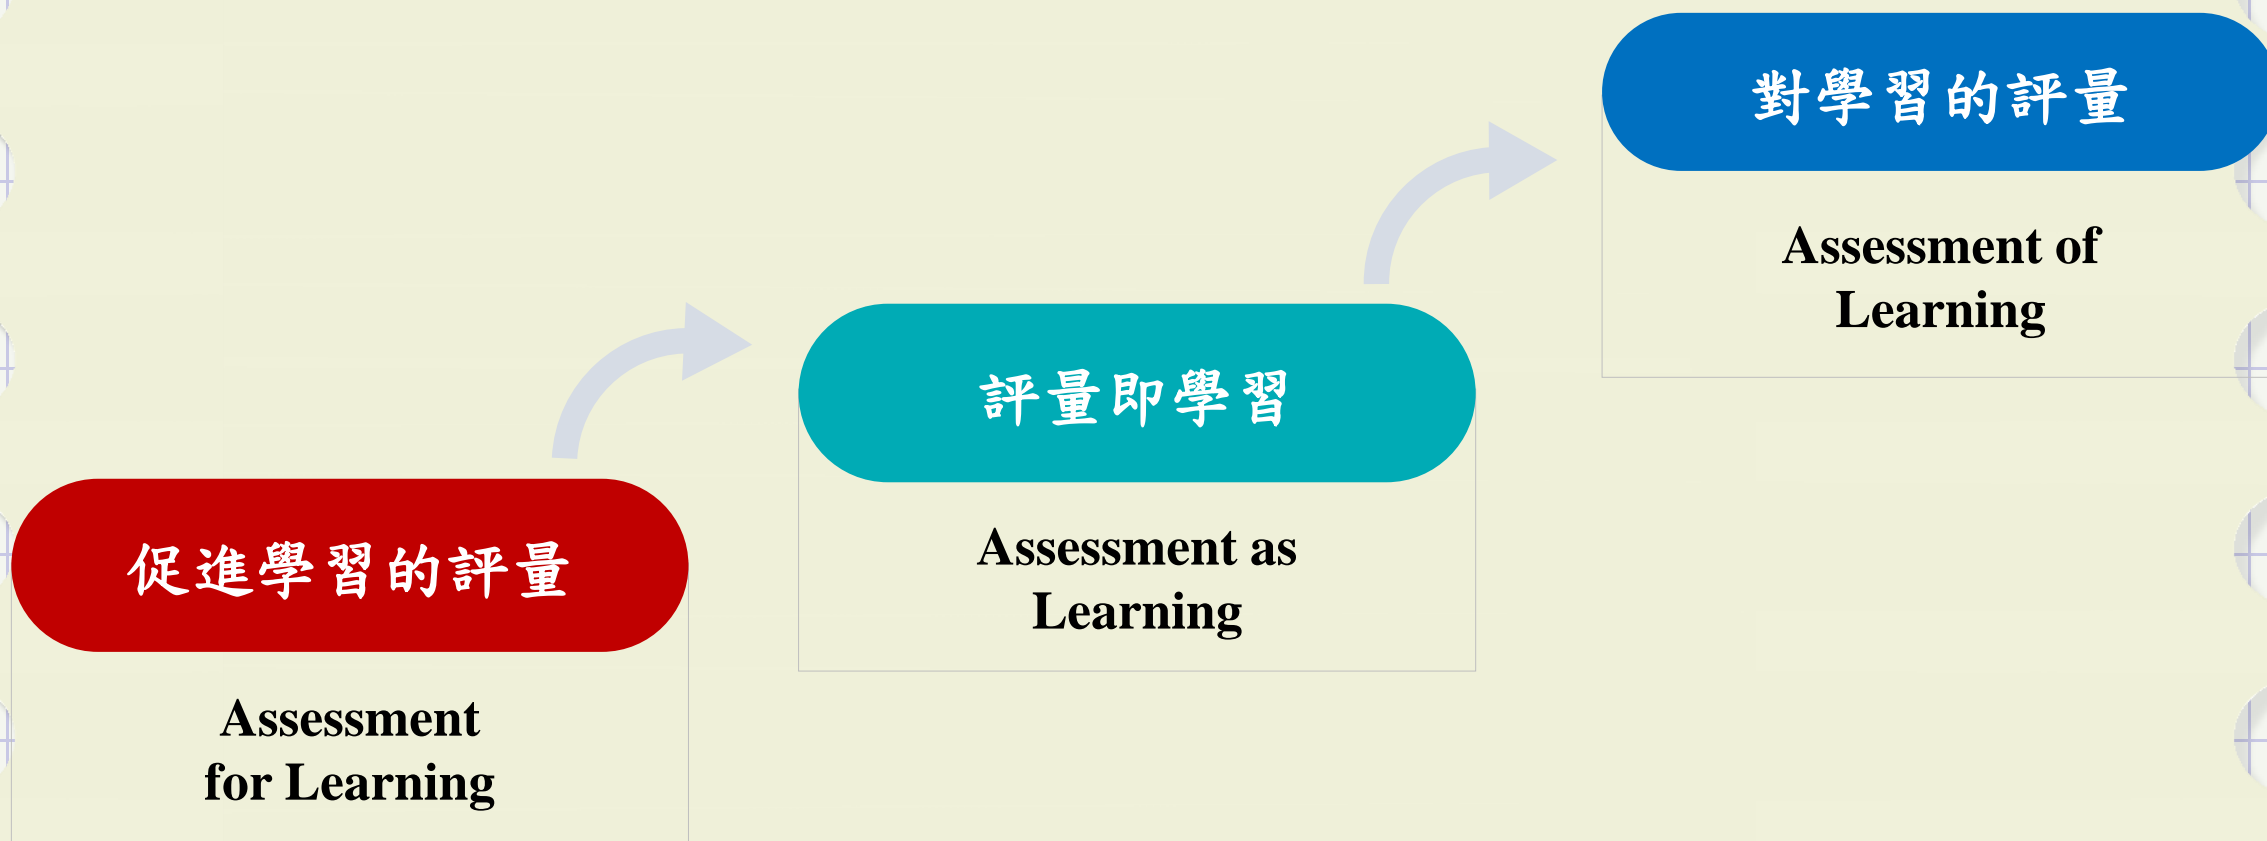 促進學習的評量
Assessment
for Learning
評量即學習
Assessment as
Learning
對學習的評量
Assessment of
Learning